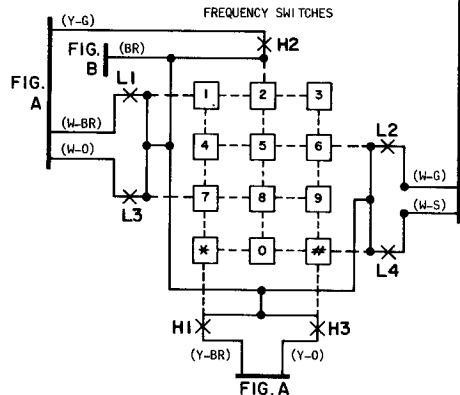 FREQUENCY SWITCHES
(Y-G)
FIG. B
(BR)
H2
FIG. A
L1
1 2 3
(W-BR)
4 5 6
L2
(W-O)
(W-G)
L3
7 8 9
(W-S)
* 0 #
L4
H1
H3
(Y-BR)
(Y-O)
FIG. A